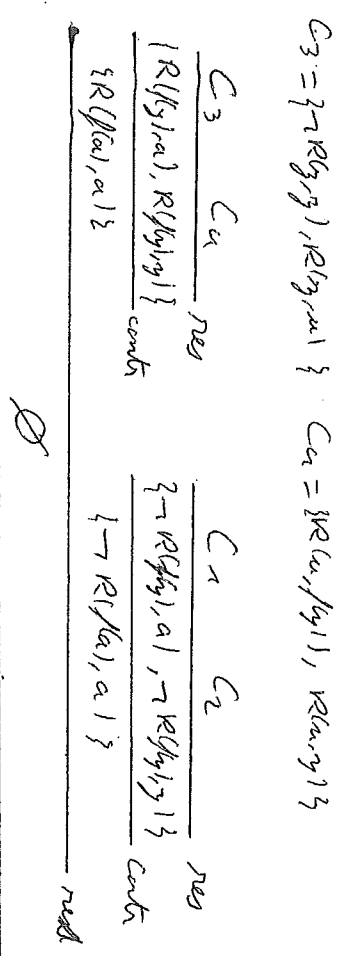 C₃ = {¬R(z,y), R(y,u)} C₄ = {R(u,f(y)), R(u,y)}
C₃ C₄ res
{R(f(y),a), R(f(y),y)} contr
{R(f(a),a)}
C₁ C₂ res
{¬R(f(y),a), ¬R(f(y),y)} contr
{¬R(f(a),a)}
∅ res